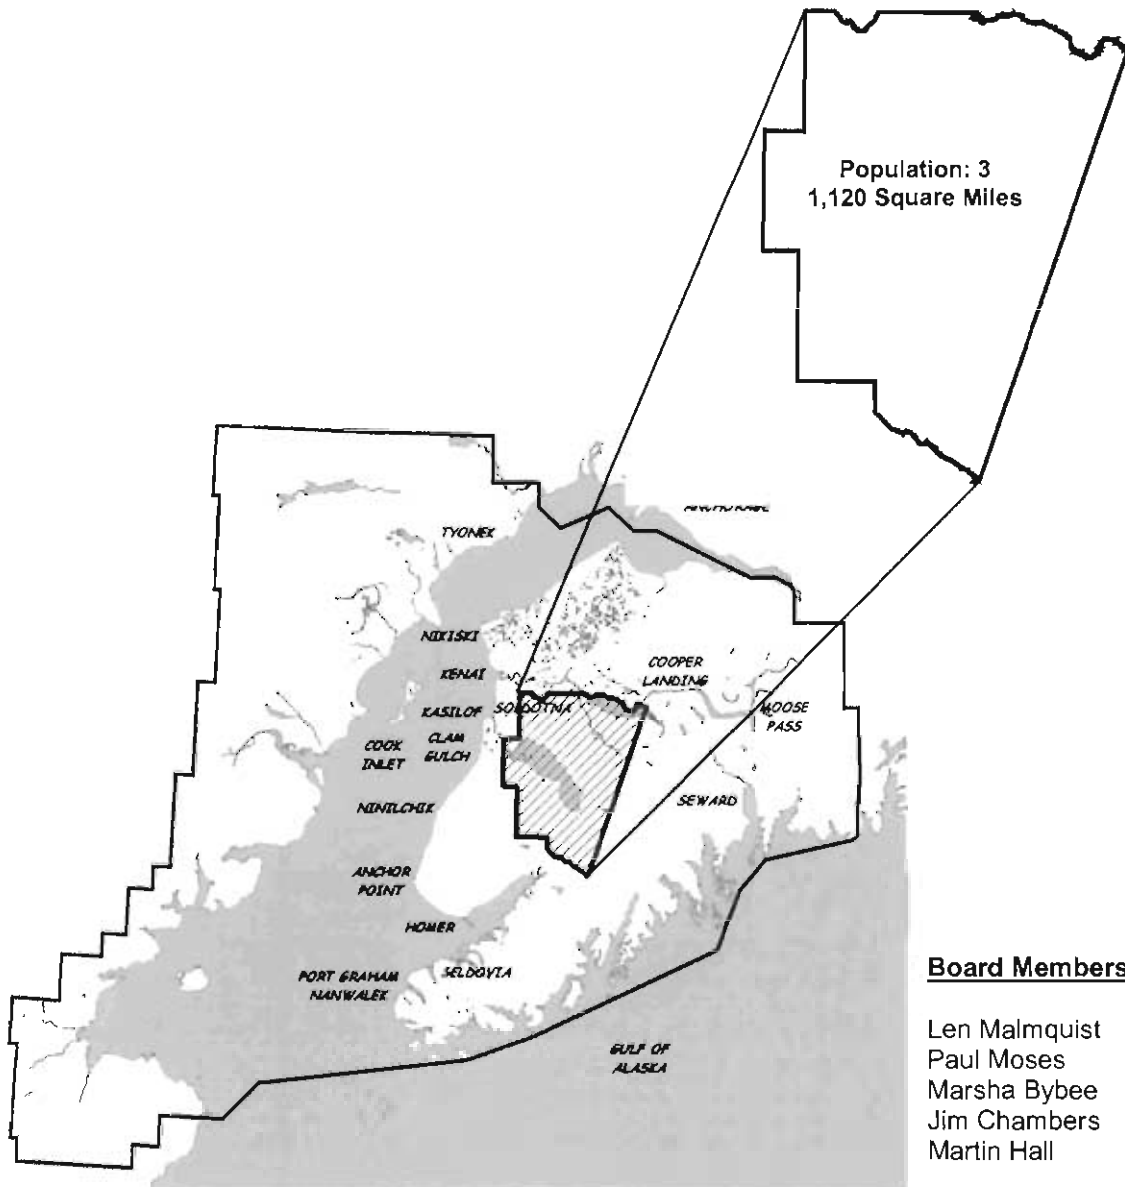 Population: 3
1,120 Square Miles
TYONEK
NIKISKI
KENAI
COOPER
LANDING
KASILOF
SOLDOTNA
MOOSE
PASS
COOK
INLET
CLAM
GULCH
SEWARD
NINILCHIK
ANCHOR
POINT
HOMER
SELDOVIA
PORT GRAHAM
NANWALEK
GULF OF
ALASKA
Board Members
Len Malmquist
Paul Moses
Marsha Bybee
Jim Chambers
Martin Hall